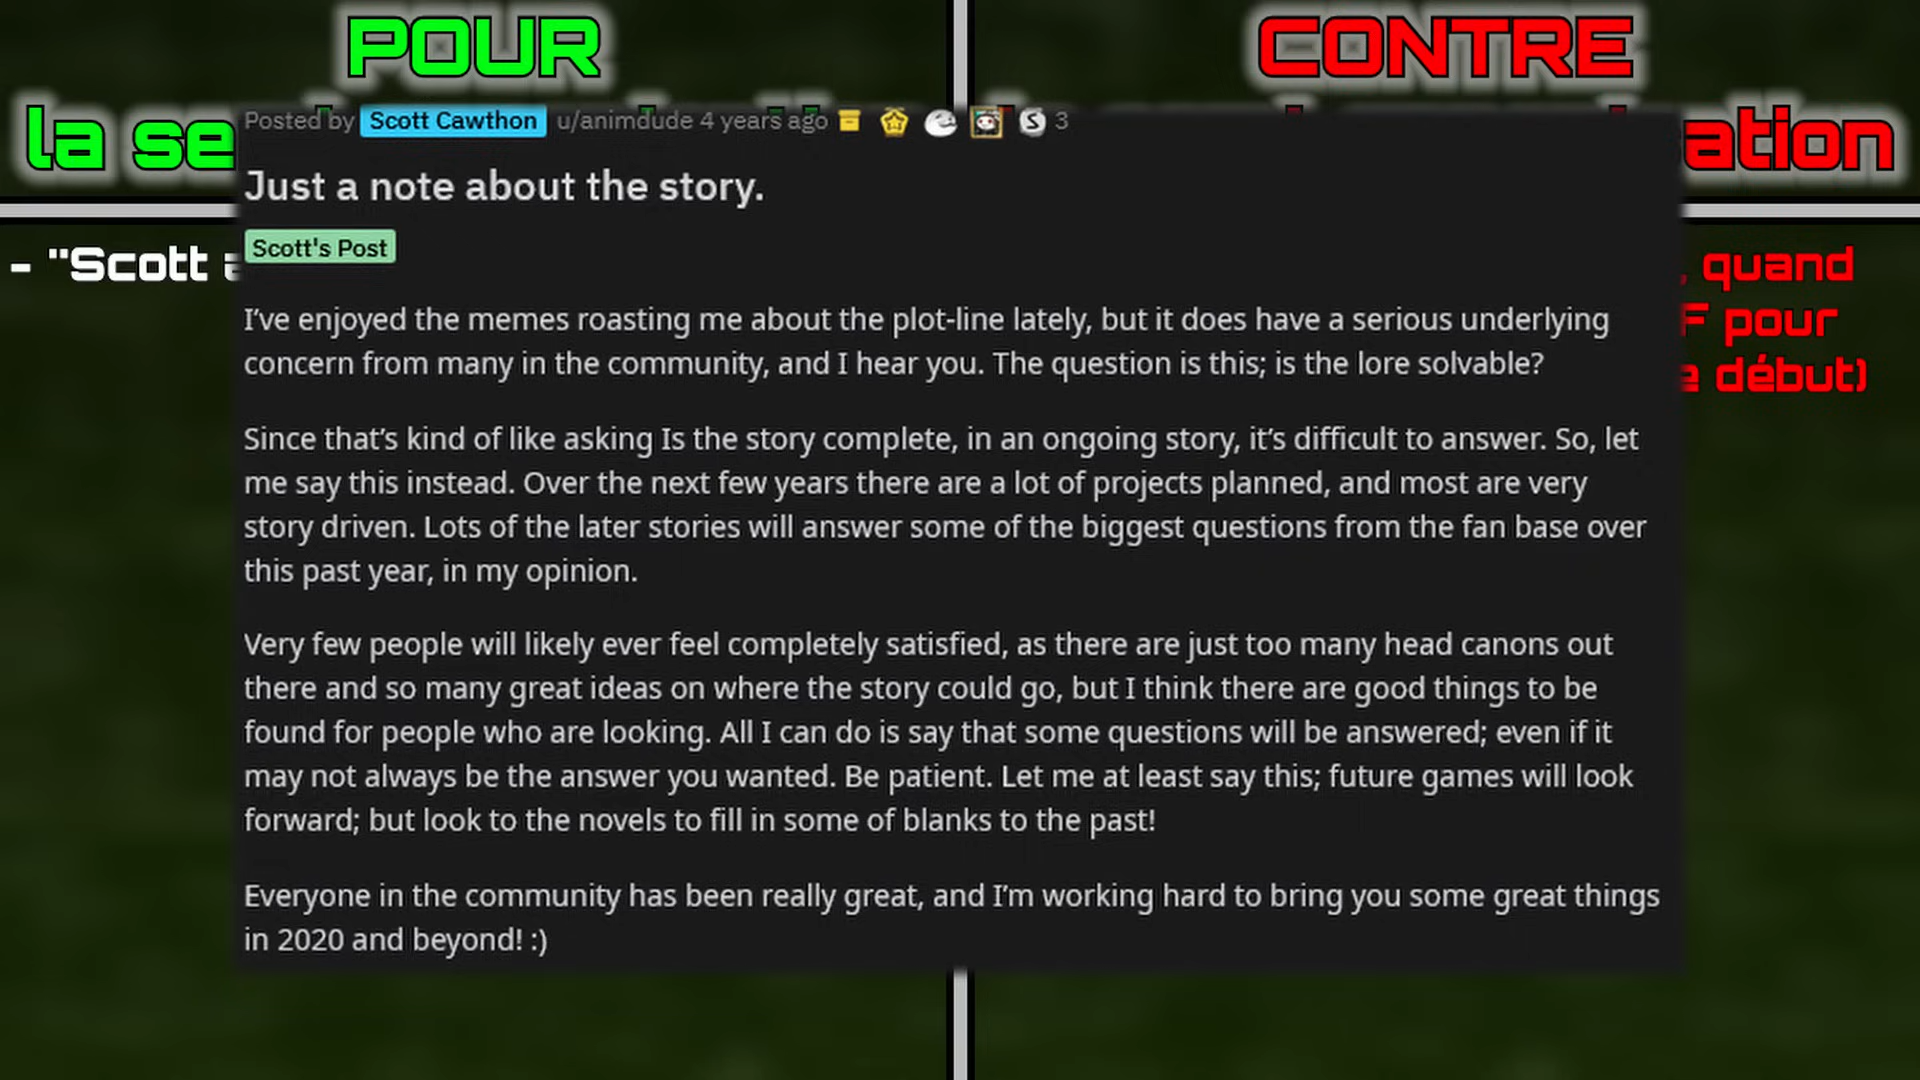 POUR
CONTRE
la se
ation
Posted by Scott Cawthon u/animdude 4 years ago 3
Just a note about the story.
Scott's Post
- "Scott
, quand
F pour
e début)
I've enjoyed the memes roasting me about the plot-line lately, but it does have a serious underlying
concern from many in the community, and I hear you. The question is this; is the lore solvable?
Since that's kind of like asking Is the story complete, in an ongoing story, it's difficult to answer. So, let
me say this instead. Over the next few years there are a lot of projects planned, and most are very
story driven. Lots of the later stories will answer some of the biggest questions from the fan base over
this past year, in my opinion.
Very few people will likely ever feel completely satisfied, as there are just too many head canons out
there and so many great ideas on where the story could go, but I think there are good things to be
found for people who are looking. All I can do is say that some questions will be answered; even if it
may not always be the answer you wanted. Be patient. Let me at least say this; future games will look
forward; but look to the novels to fill in some of blanks to the past!
Everyone in the community has been really great, and I'm working hard to bring you some great things
in 2020 and beyond! :)